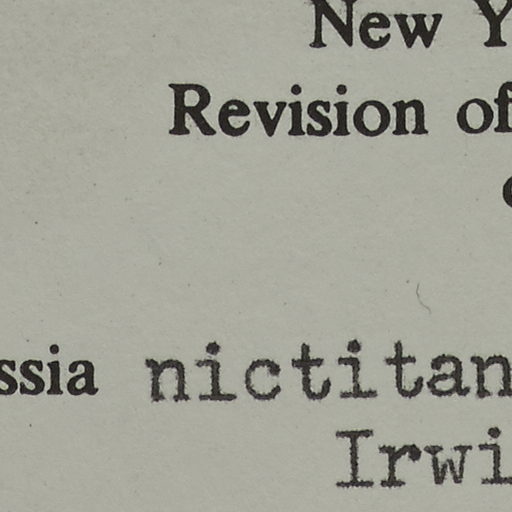 New Y
Revision of
ssia nictitan
Irwi